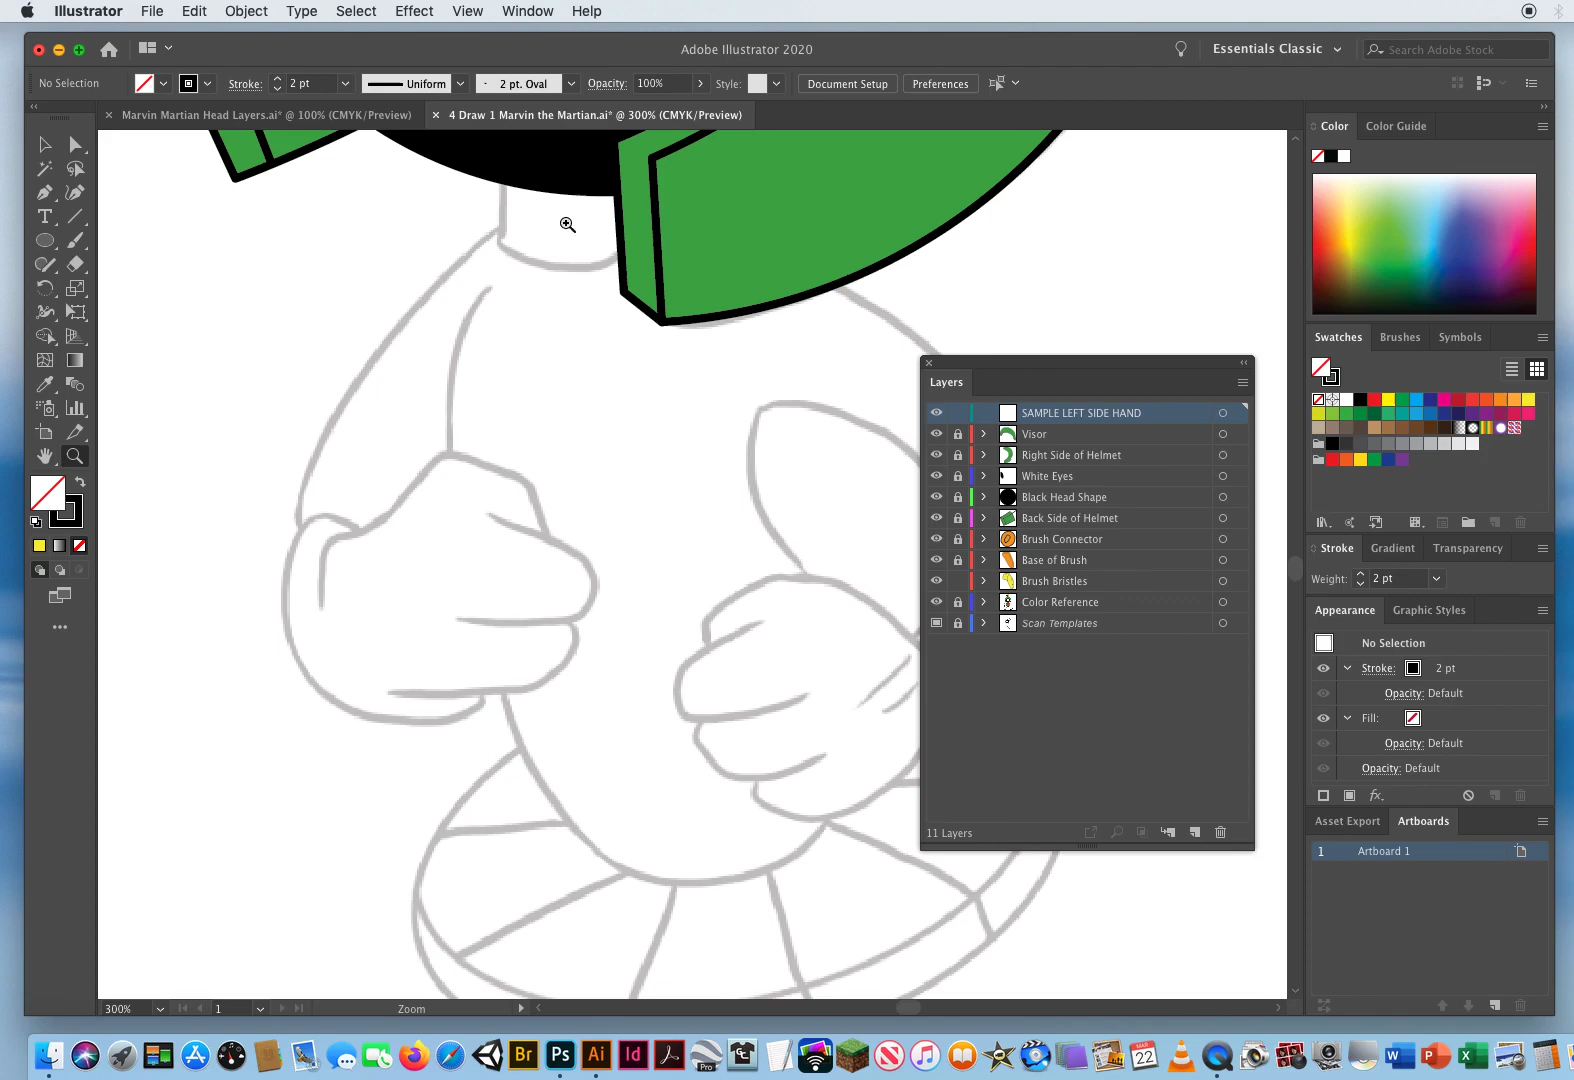 Illustrator File Edit Object Type Select Effect View Window Help
Adobe Illustrator 2020
Essentials Classic
Search Adobe Stock
No Selection
Stroke: 2 pt
Uniform
2 pt. Oval
Opacity: 100%
Style:
Document Setup
Preferences
Marvin Martian Head Layers.ai* @ 100% (CMYK/Preview)
4 Draw 1 Marvin the Martian.ai* @ 300% (CMYK/Preview)
Color Color Guide
Swatches Brushes Symbols
Layers
SAMPLE LEFT SIDE HAND
Visor
Right Side of Helmet
White Eyes
Black Head Shape
Back Side of Helmet
Brush Connector
Base of Brush
Brush Bristles
Color Reference
Scan Templates
11 Layers
Stroke Gradient Transparency
Weight: 2 pt
Appearance Graphic Styles
No Selection
Stroke: 2 pt
Opacity: Default
Fill:
Opacity: Default
Opacity: Default
fx
Asset Export Artboards
1 Artboard 1
300%
1
Zoom
Br Ps Ai Id
Pro
MAR
22
W P X